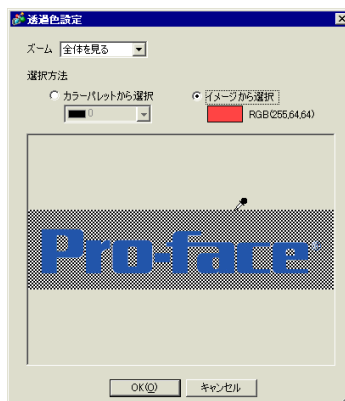 透過色設定
ズーム 全体を見る
選択方法
カラーパレットから選択 イメージから選択
0 RGB(255,64,64)
Pro-face
OK(O) キャンセル